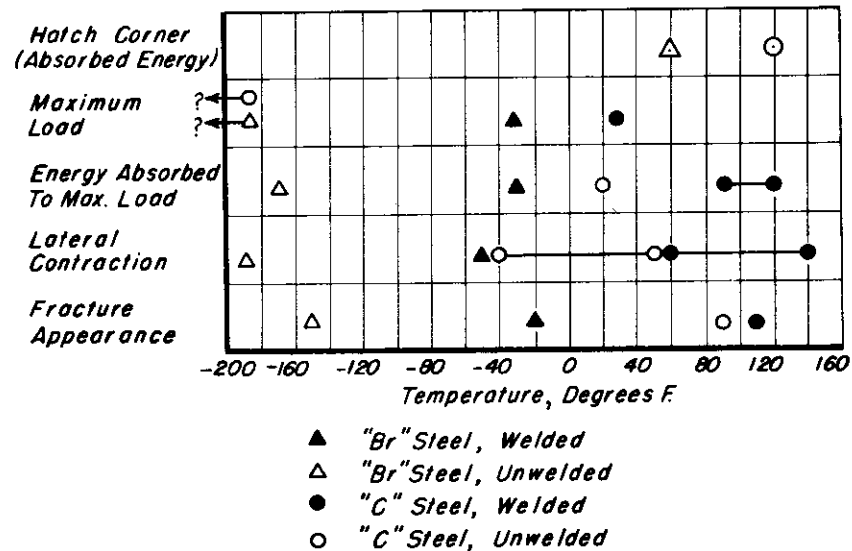 Hatch Corner
(Absorbed Energy)
Maximum
Load
?
?
Energy Absorbed
To Max. Load
Lateral
Contraction
Fracture
Appearance
-200 -160 -120 -80 -40 0 40 80 120 160
Temperature, Degrees F.
"Br" Steel, Welded
"Br" Steel, Unwelded
"C" Steel, Welded
"C" Steel, Unwelded